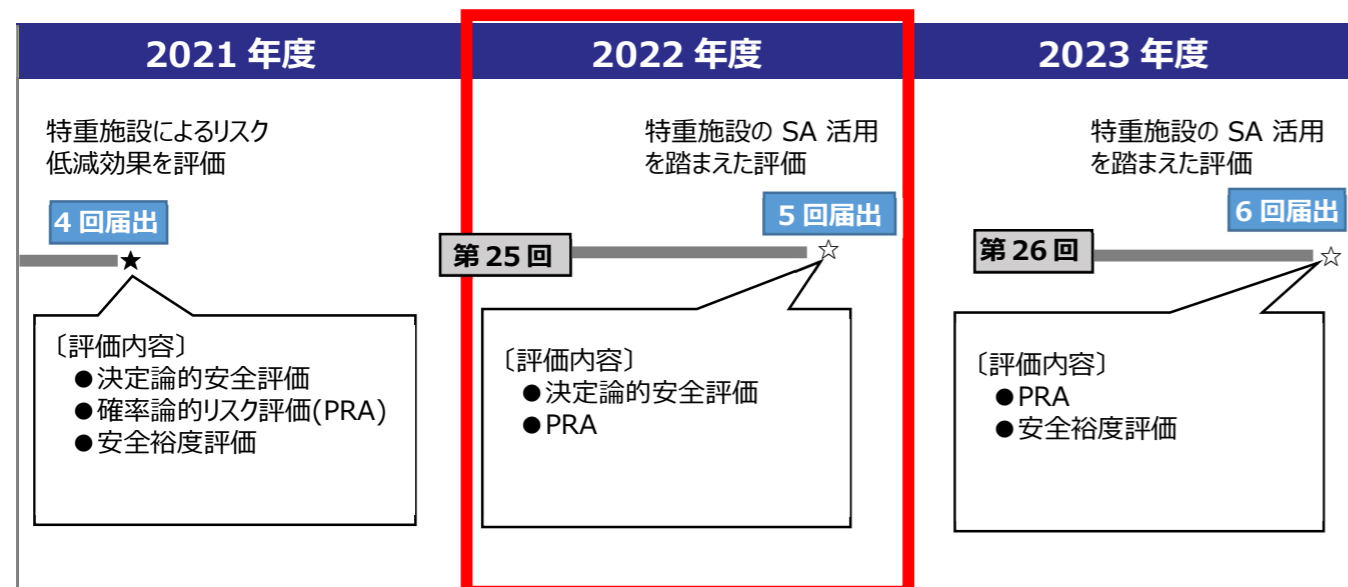 2021 年度
特重施設によるリスク
低減効果を評価
4 回届出
★
〔評価内容〕
●決定論的安全評価
●確率論的リスク評価(PRA)
●安全裕度評価
2022 年度
特重施設の SA 活用
を踏まえた評価
5 回届出
第 25 回
☆
〔評価内容〕
●決定論的安全評価
●PRA
2023 年度
特重施設の SA 活用
を踏まえた評価
6 回届出
第 26 回
☆
〔評価内容〕
●PRA
●安全裕度評価